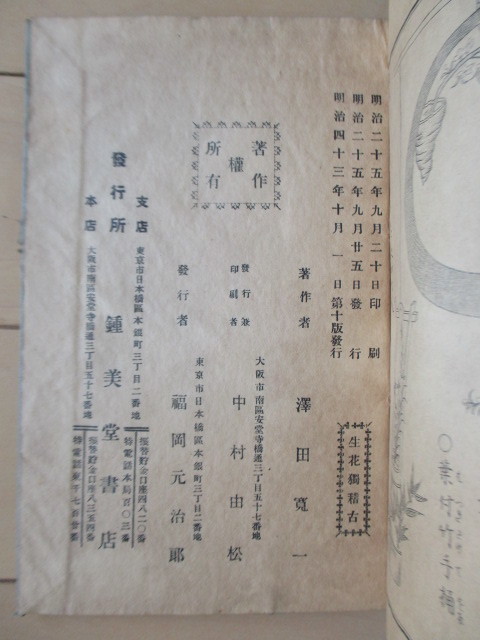 明治二十五年九月二十日印刷
明治二十五年九月廿五日發行
明治四十三年十月一日第十版發行
生花獨稽古
著作權所有
著作者 澤田寛一
發行兼印刷者
大阪市南區安堂寺橋通三丁目五十七番地
中村由松
東京市日本橋區本銀町三丁目二番地
發行者 福岡元治郎
發行所 鍾美堂書店
支店 東京市日本橋區本銀町三丁目二番地
振替貯金口座四八二〇番
特電話本局百〇三番
本店 大阪市南區安堂寺橋通三丁目五十七番地
振替貯金口座八三五四番
特電話東千七百廿番